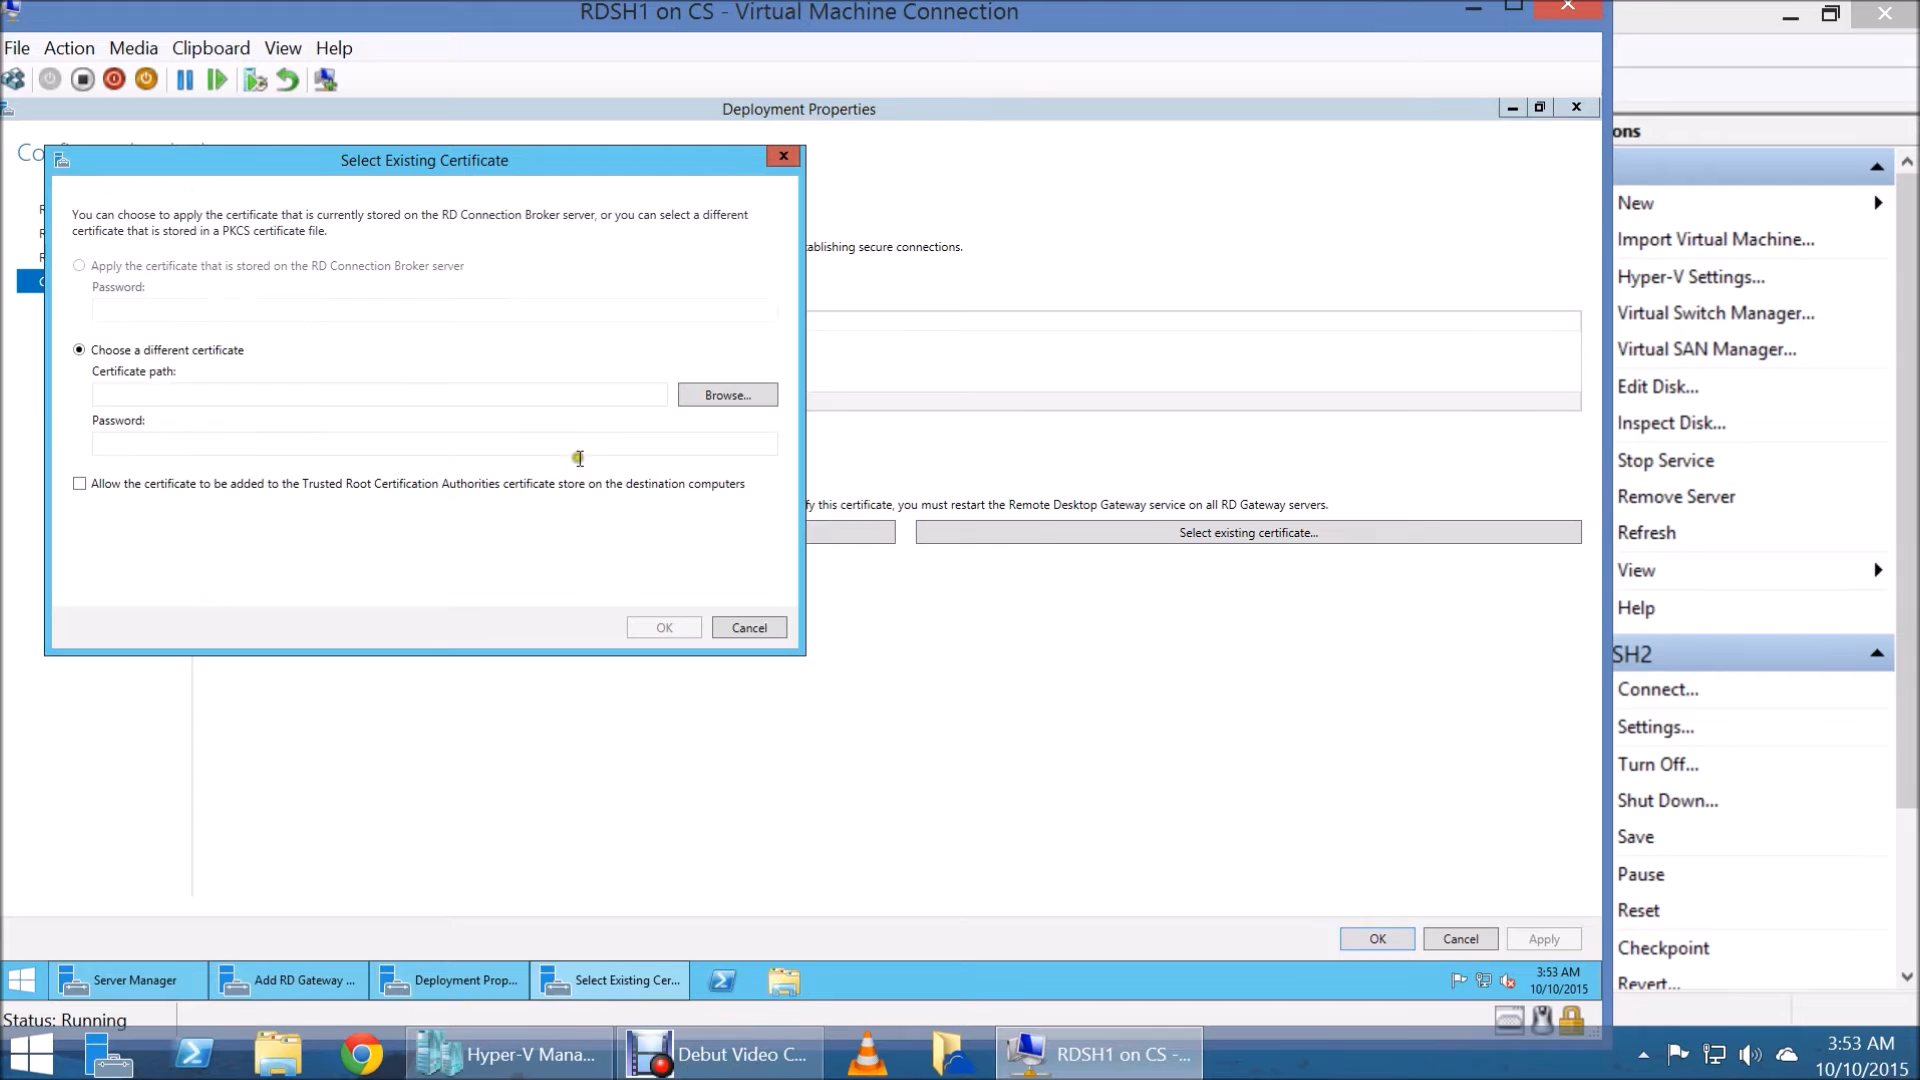 RDSH1 on CS - Virtual Machine Connection
File Action Media Clipboard View Help
Deployment Properties
Co
Select Existing Certificate
You can choose to apply the certificate that is currently stored on the RD Connection Broker server, or you can select a different
certificate that is stored in a PKCS certificate file.
Apply the certificate that is stored on the RD Connection Broker server
Password:
Choose a different certificate
Certificate path:
Browse...
Password:
Allow the certificate to be added to the Trusted Root Certification Authorities certificate store on the destination computers
OK Cancel
R
R
R
C
ablishing secure connections.
fy this certificate, you must restart the Remote Desktop Gateway service on all RD Gateway servers.
Select existing certificate...
OK Cancel Apply
Server Manager Add RD Gateway ... Deployment Prop... Select Existing Cer...
3:53 AM
10/10/2015
Status: Running
ons
New
Import Virtual Machine...
Hyper-V Settings...
Virtual Switch Manager...
Virtual SAN Manager...
Edit Disk...
Inspect Disk...
Stop Service
Remove Server
Refresh
View
Help
SH2
Connect...
Settings...
Turn Off...
Shut Down...
Save
Pause
Reset
Checkpoint
Revert...
Hyper-V Mana... Debut Video C... RDSH1 on CS -...
3:53 AM
10/10/2015